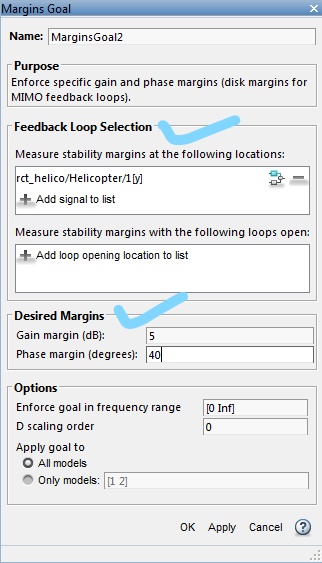 Margins Goal
Name: MarginsGoal2
Purpose
Enforce specific gain and phase margins (disk margins for
MIMO feedback loops).
Feedback Loop Selection
Measure stability margins at the following locations:
rct_helico/Helicopter/1[y]
Add signal to list
Measure stability margins with the following loops open:
Add loop opening location to list
Desired Margins
Gain margin (dB): 5
Phase margin (degrees): 40
Options
Enforce goal in frequency range [0 Inf]
D scaling order 0
Apply goal to
All models
Only models: [1 2]
OK Apply Cancel ?